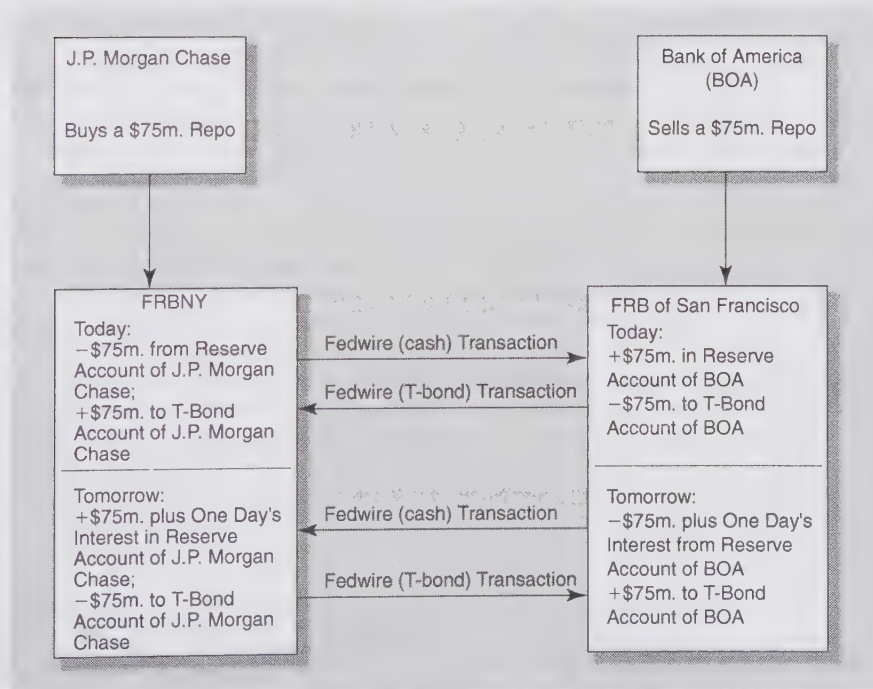 J.P. Morgan Chase
Buys a $75m. Repo
Bank of America
(BOA)
Sells a $75m. Repo
FRBNY
Today:
−$75m. from Reserve
Account of J.P. Morgan
Chase;
+$75m. to T-Bond
Account of J.P. Morgan
Chase
Tomorrow:
+$75m. plus One Day's
Interest in Reserve
Account of J.P. Morgan
Chase;
−$75m. to T-Bond
Account of J.P. Morgan
Chase
Fedwire (cash) Transaction
Fedwire (T-bond) Transaction
Fedwire (cash) Transaction
Fedwire (T-bond) Transaction
FRB of San Francisco
Today:
+$75m. in Reserve
Account of BOA
−$75m. to T-Bond
Account of BOA
Tomorrow:
−$75m. plus One Day's
Interest from Reserve
Account of BOA
+$75m. to T-Bond
Account of BOA